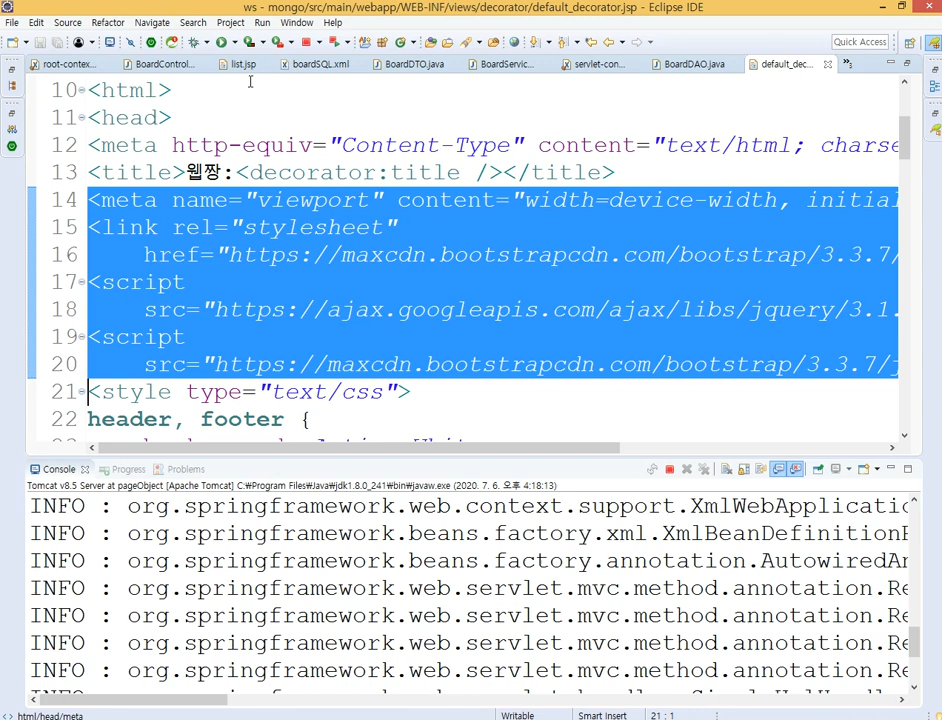 ws - mongo/src/main/webapp/WEB-INF/views/decorator/default_decorator.jsp - Eclipse IDE
File Edit Source Refactor Navigate Search Project Run Window Help
Quick Access
root-contex... BoardControl... list.jsp boardSQL.xml BoardDTO.java BoardServic... servlet-con... BoardDAO.java default_dec...
10 <html>
11 <head>
12 <meta http-equiv="Content-Type" content="text/html; charse
13 <title>웹짱:<decorator:title /></title>
14 <meta name="viewport" content="width=device-width, initial
15 <link rel="stylesheet"
16 href="https://maxcdn.bootstrapcdn.com/bootstrap/3.3.7/
17 <script
18 src="https://ajax.googleapis.com/ajax/libs/jquery/3.1.
19 <script
20 src="https://maxcdn.bootstrapcdn.com/bootstrap/3.3.7/j
21 <style type="text/css">
22 header, footer {
Console Progress Problems
Tomcat v8.5 Server at pageObject [Apache Tomcat] C:\Program Files\Java\jdk1.8.0_241\bin\javaw.exe (2020. 7. 6. 오후 4:18:13)
INFO : org.springframework.web.context.support.XmlWebApplicatio
INFO : org.springframework.beans.factory.xml.XmlBeanDefinitionR
INFO : org.springframework.beans.factory.annotation.AutowiredAn
INFO : org.springframework.web.servlet.mvc.method.annotation.Re
INFO : org.springframework.web.servlet.mvc.method.annotation.Re
INFO : org.springframework.web.servlet.mvc.method.annotation.Re
INFO : org.springframework.web.servlet.mvc.method.annotation.Re
html/head/meta Writable Smart Insert 21 : 1